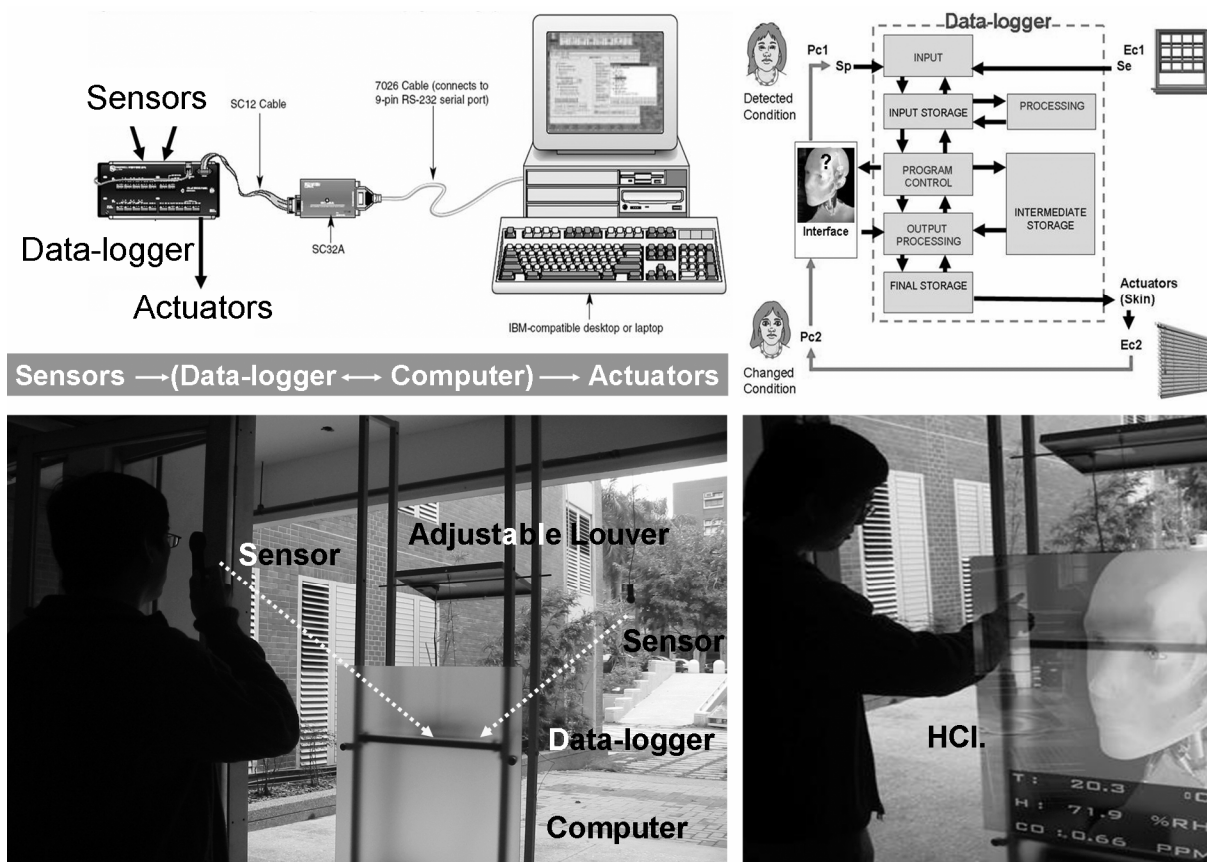 Sensors
SC12 Cable
7026 Cable (connects to
9-pin RS-232 serial port)
Data-logger
SC32A
Actuators
IBM-compatible desktop or laptop
Sensors → (Data-logger ↔ Computer) → Actuators
Data-logger
Pc1
Sp
INPUT
Ec1
Se
Detected
Condition
INPUT STORAGE
PROCESSING
?
Interface
PROGRAM
CONTROL
INTERMEDIATE
STORAGE
OUTPUT
PROCESSING
FINAL STORAGE
Actuators
(Skin)
Pc2
Ec2
Changed
Condition
Sensor
Adjustable Louver
Sensor
Data-logger
Computer
HCI.
T: 20.3 °C
H: 71.9 %RH
CO: 0.66 PPM